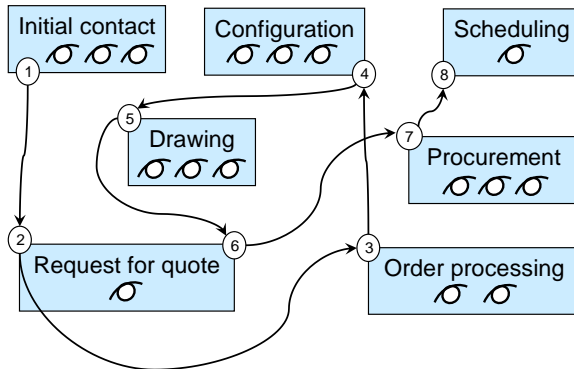 Initial contact
1
Configuration
4
Scheduling
8
5
Drawing
7
Procurement
2
Request for quote
6
3
Order processing